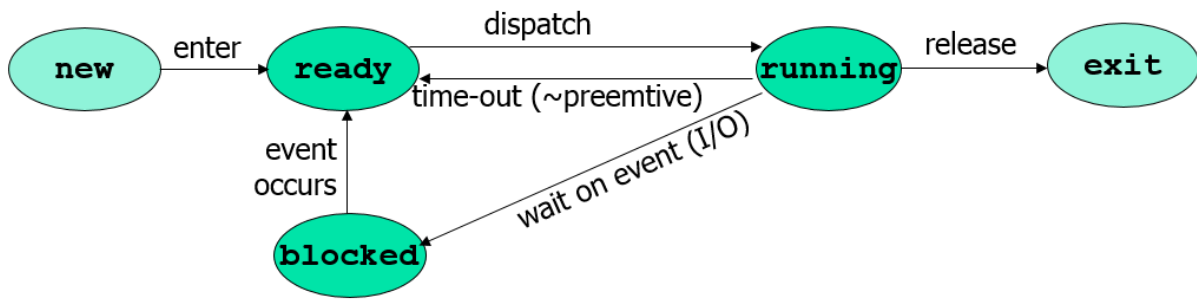 new
enter
ready
dispatch
time-out (~preemtive)
running
release
exit
event
occurs
wait on event (I/O)
blocked